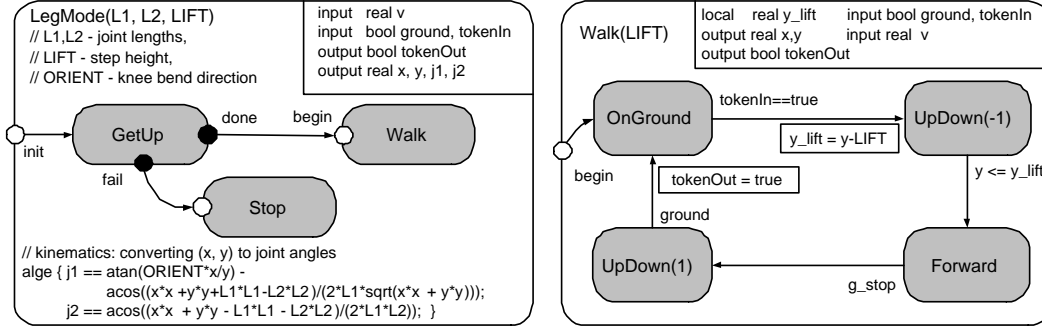 LegMode(L1, L2, LIFT)
// L1,L2 - joint lengths,
// LIFT - step height,
// ORIENT - knee bend direction
input real v
input bool ground, tokenIn
output bool tokenOut
output real x, y, j1, j2
init
GetUp
done
begin
Walk
fail
Stop
// kinematics: converting (x, y) to joint angles
alge { j1 == atan(ORIENT*x/y) -
acos((x*x +y*y+L1*L1-L2*L2)/(2*L1*sqrt(x*x + y*y)));
j2 == acos((x*x + y*y - L1*L1 - L2*L2)/(2*L1*L2)); }
Walk(LIFT)
local real y_lift input bool ground, tokenIn
output real x,y input real v
output bool tokenOut
begin
OnGround
tokenIn==true
y_lift = y-LIFT
UpDown(-1)
y <= y_lift
tokenOut = true
ground
UpDown(1)
g_stop
Forward